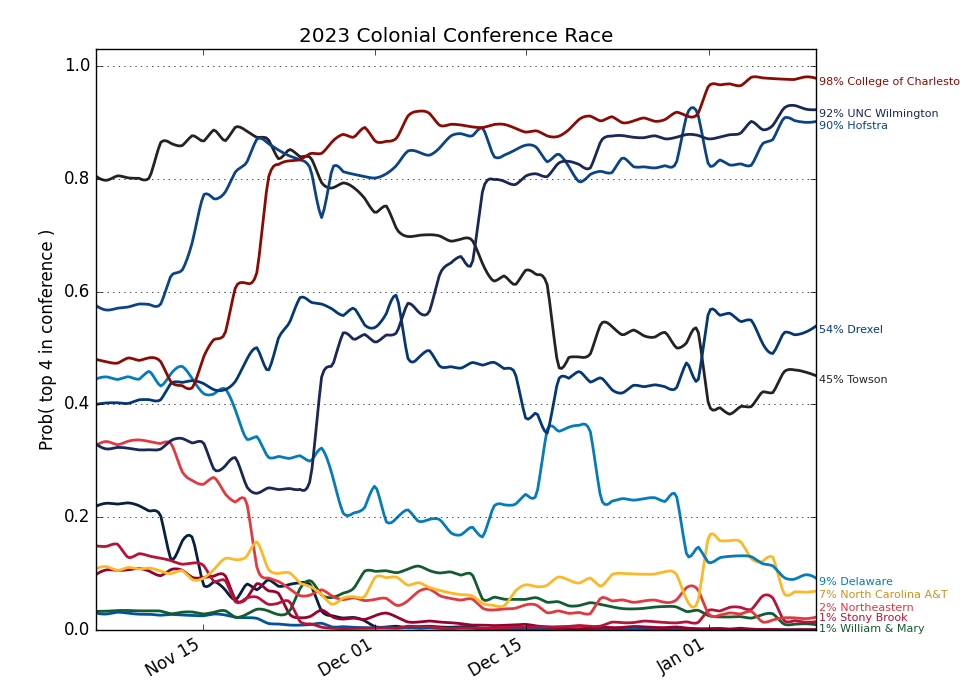 2023 Colonial Conference Race
Prob( top 4 in conference )
1.0
0.8
0.6
0.4
0.2
0.0
Nov 15
Dec 01
Dec 15
Jan 01
98% College of Charlesto
92% UNC Wilmington
90% Hofstra
54% Drexel
45% Towson
9% Delaware
7% North Carolina A&T
2% Northeastern
1% Stony Brook
1% William & Mary